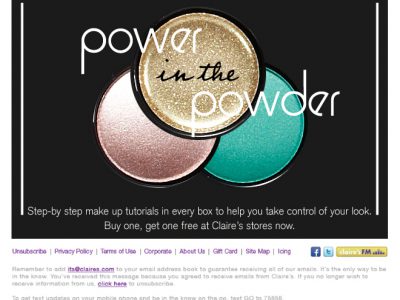 power
in the
powder
Step-by step make up tutorials in every box to help you take control of your look.
Buy one, get one free at Claire's stores now.
Unsubscribe | Privacy Policy | Terms of Use | Corporate | About Us | Gift Card | Site Map | Icing
claire's FM
Remember to add its@claires.com to your email address book to guarantee receiving all of our emails. It's the only way to be
in the know. You've received this message because you agreed to receive emails from Claire's. If you no longer wish to
receive our emails, click here to unsubscribe.
To get text updates on your mobile phone and be in the know on the go, text GO to 73888